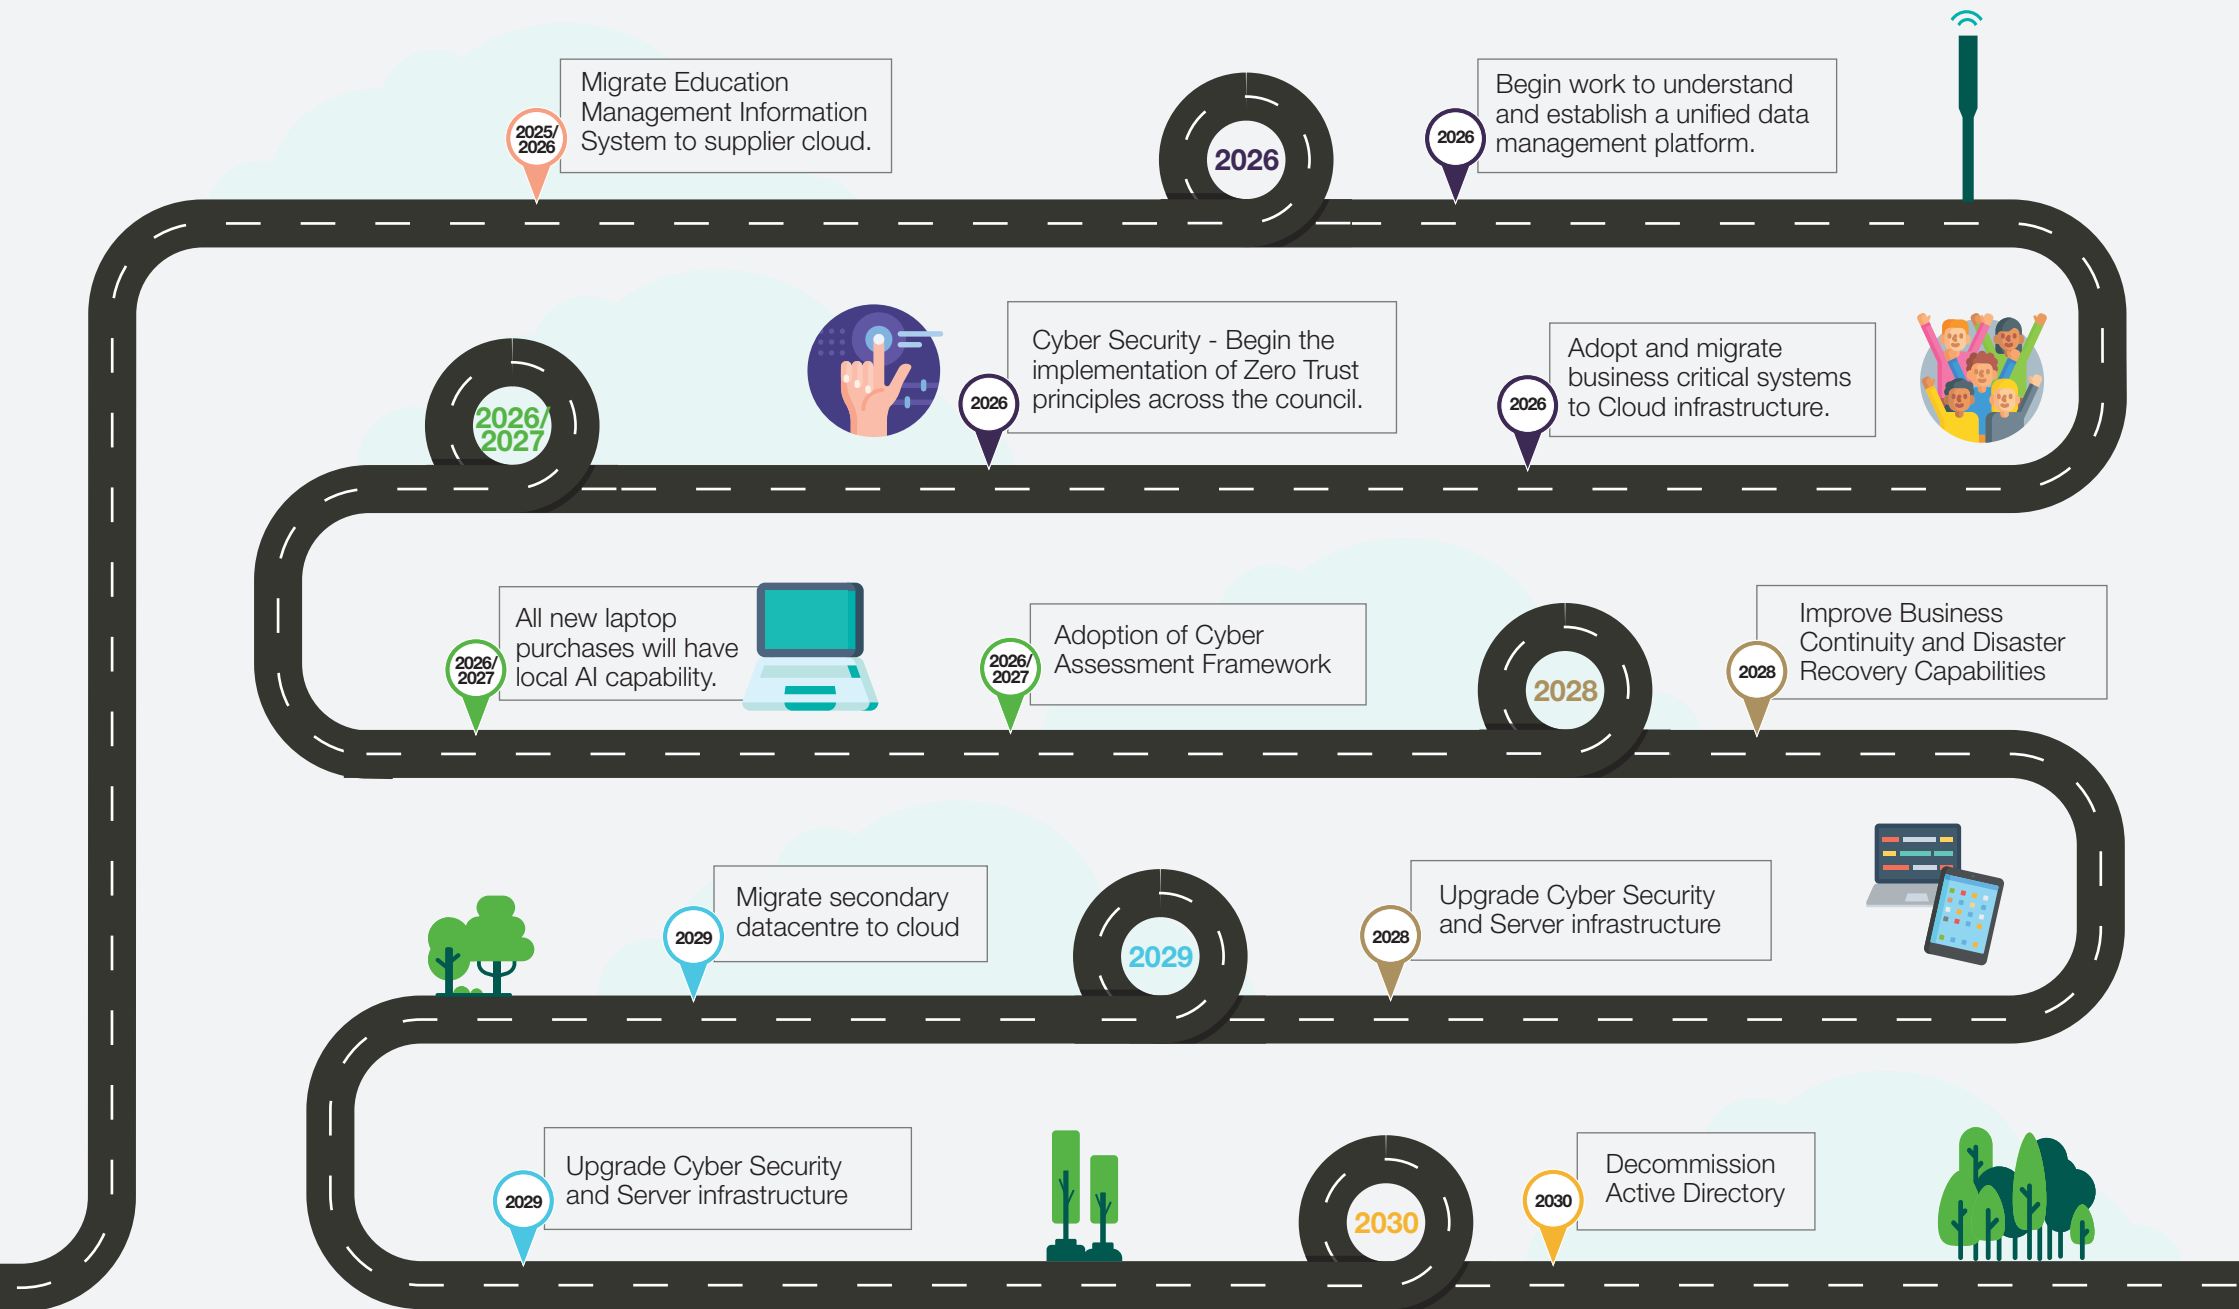 2025/
2026
Migrate Education
Management Information
System to supplier cloud.
2026
2026
Begin work to understand
and establish a unified data
management platform.
2026
Adopt and migrate
business critical systems
to Cloud infrastructure.
2026
Cyber Security - Begin the
implementation of Zero Trust
principles across the council.
2026/
2027
2026/
2027
All new laptop
purchases will have
local AI capability.
2026/
2027
Adoption of Cyber
Assessment Framework
2028
2028
Improve Business
Continuity and Disaster
Recovery Capabilities
2028
Upgrade Cyber Security
and Server infrastructure
2029
2029
Migrate secondary
datacentre to cloud
2029
Upgrade Cyber Security
and Server infrastructure
2030
2030
Decommission
Active Directory